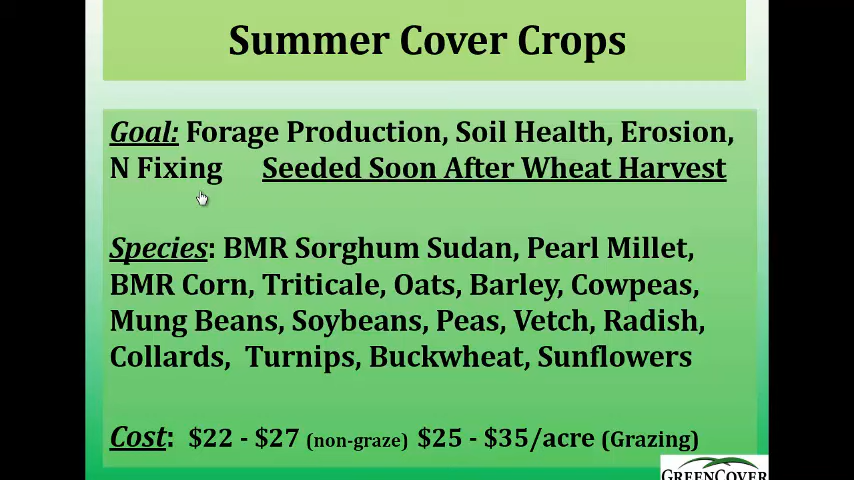 Summer Cover Crops
Goal: Forage Production, Soil Health, Erosion,
N Fixing Seeded Soon After Wheat Harvest
Species: BMR Sorghum Sudan, Pearl Millet,
BMR Corn, Triticale, Oats, Barley, Cowpeas,
Mung Beans, Soybeans, Peas, Vetch, Radish,
Collards, Turnips, Buckwheat, Sunflowers
Cost: $22 - $27 (non-graze) $25 - $35/acre (Grazing)
GREENCOVER